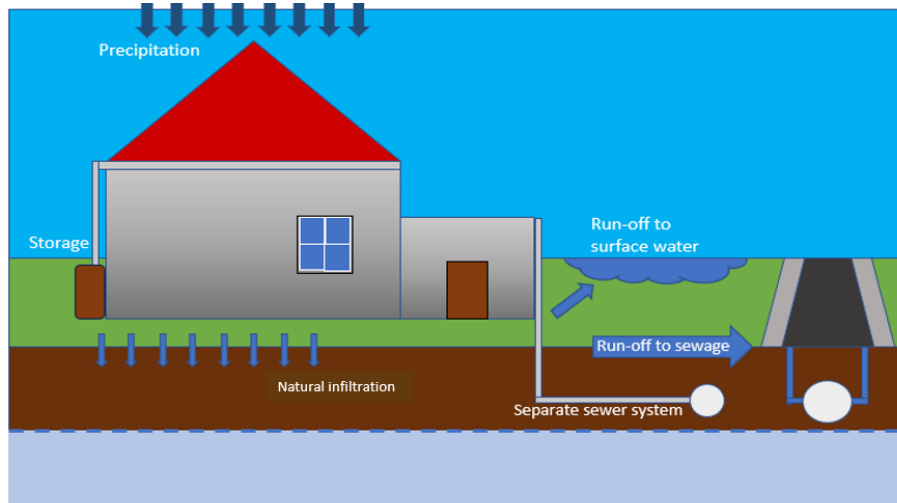 Precipitation
Storage
Run-off to
surface water
Run-off to sewage
Natural infiltration
Separate sewer system